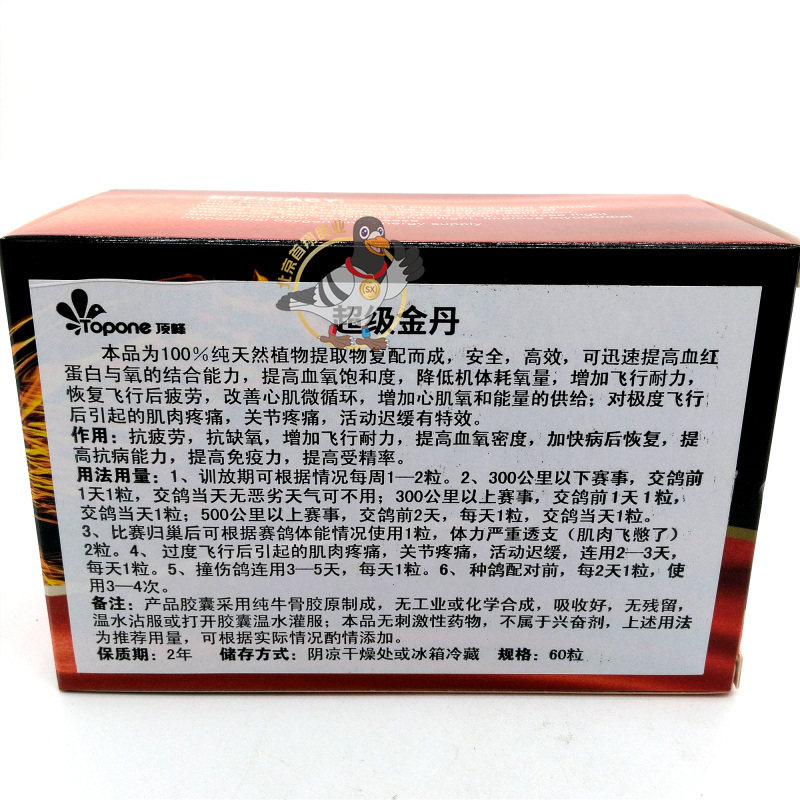 EFFICACY
ergy supply
北京首翔鸽业
SX
Topone 顶峰
超级金丹
本品为100%纯天然植物提取物复配而成，安全，高效，可迅速提高血红
蛋白与氧的结合能力，提高血氧饱和度，降低机体耗氧量，增加飞行耐力，
恢复飞行后疲劳，改善心肌微循环，增加心肌氧和能量的供给；对极度飞行
后引起的肌肉疼痛，关节疼痛，活动迟缓有特效。
作用：抗疲劳，抗缺氧，增加飞行耐力，提高血氧密度，加快病后恢复，提
高抗病能力，提高免疫力，提高受精率。
用法用量：1、训放期可根据情况每周1—2粒。2、300公里以下赛事，交鸽前
1天1粒，交鸽当天无恶劣天气可不用；300公里以上赛事，交鸽前1天1粒，
交鸽当天1粒；500公里以上赛事，交鸽前2天，每天1粒，交鸽当天1粒。
3、比赛归巢后可根据赛鸽体能情况使用1粒，体力严重透支（肌肉飞憋了）
2粒。4、过度飞行后引起的肌肉疼痛，关节疼痛，活动迟缓，连用2—3天，
每天1粒。5、撞伤鸽连用3—5天，每天1粒。6、种鸽配对前，每2天1粒，使
用3—4次。
备注：产品胶囊采用纯牛骨胶原制成，无工业或化学合成，吸收好，无残留，
温水沾服或打开胶囊温水灌服；本品无刺激性药物，不属于兴奋剂，上述用法
为推荐用量，可根据实际情况酌情添加。
保质期：2年 储存方式：阴凉干燥处或冰箱冷藏 规格：60粒